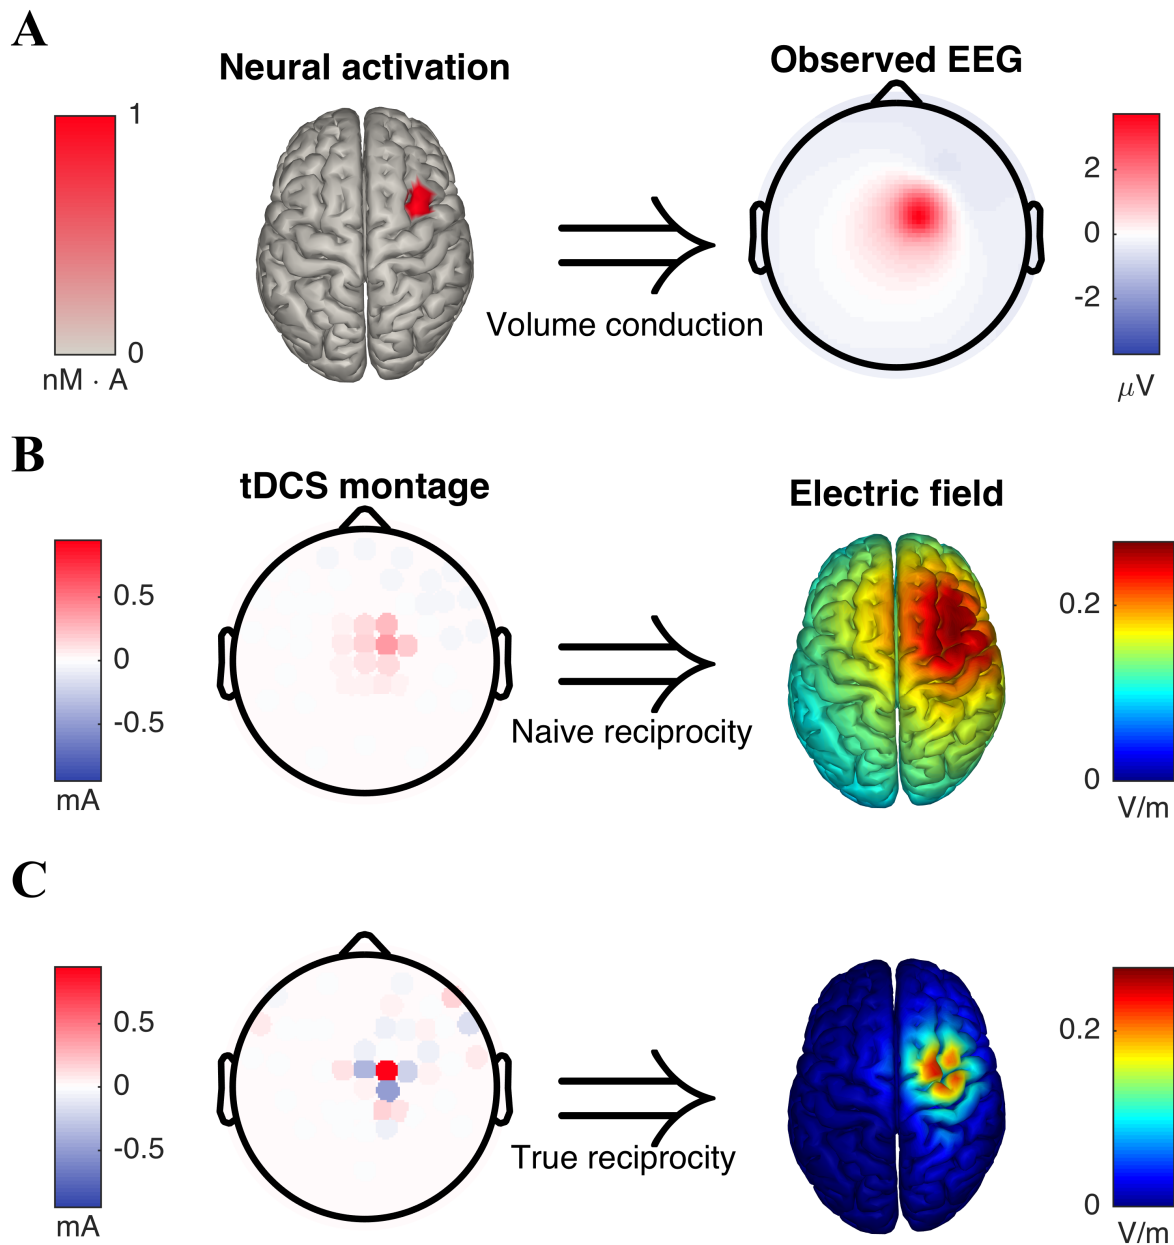 A
Neural activation
Observed EEG
1
0
nM · A
Volume conduction
2
0
-2
μV
B
tDCS montage
Electric field
0.5
0
-0.5
mA
Naive reciprocity
0.2
0
V/m
C
0.5
0
-0.5
mA
True reciprocity
0.2
0
V/m